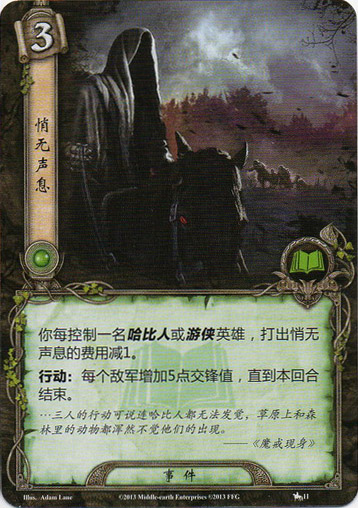 3
悄无声息
你每控制一名哈比人或游侠英雄，打出悄无
声息的费用减1。
行动：每个敌军增加5点交锋值，直到本回合
结束。
…三人的行动可说连哈比人都无法发觉，草原上和森
林里的动物都浑然不觉他们的出现。
——《魔戒现身》
事件
Illus. Adam Lane
©2013 Middle-earth Enterprises ©2013 FFG
11